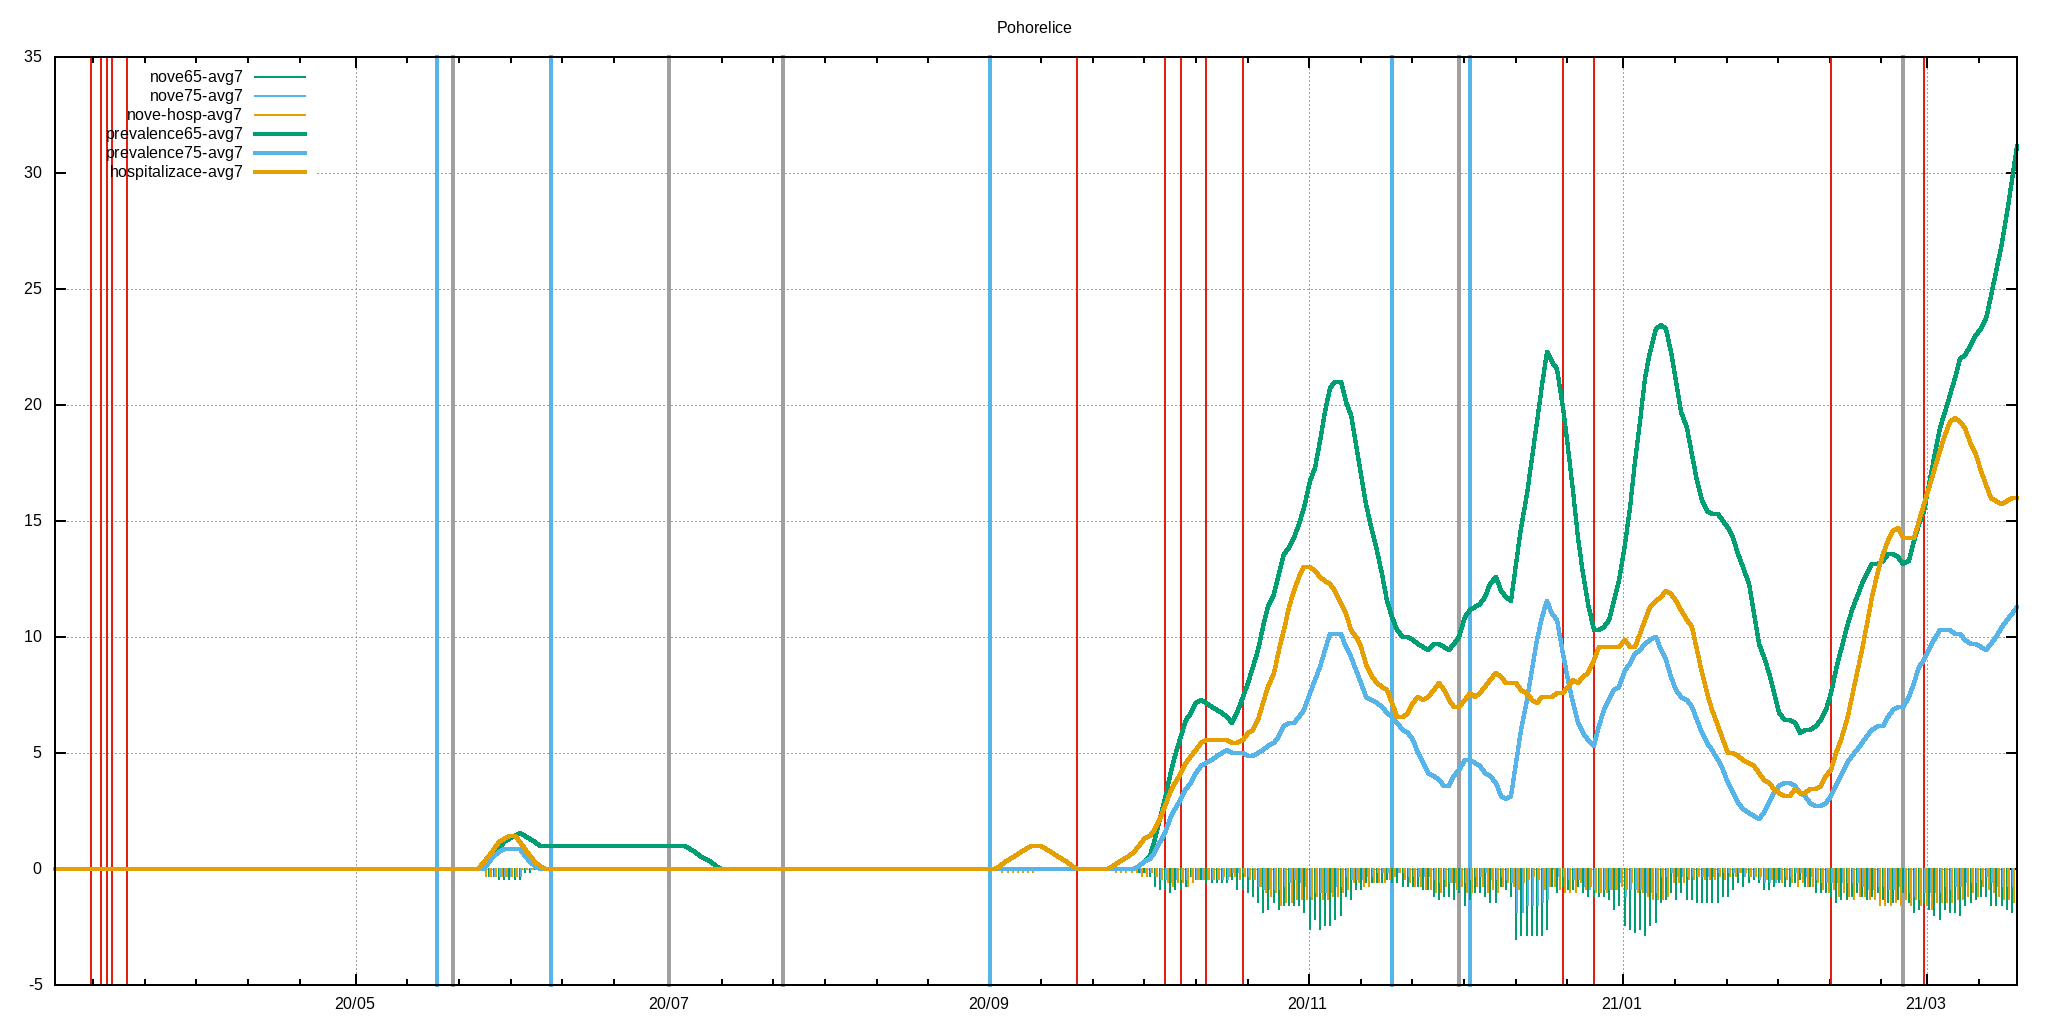 Pohorelice
35
30
25
20
15
10
5
0
-5
nove65-avg7
nove75-avg7
nove-hosp-avg7
prevalence65-avg7
prevalence75-avg7
hospitalizace-avg7
20/05
20/07
20/09
20/11
21/01
21/03